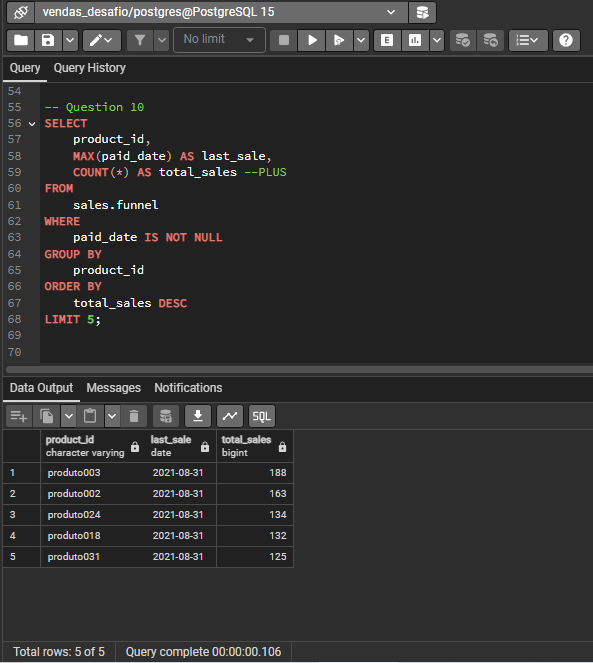 vendas_desafio/postgres@PostgreSQL 15
No limit
E
Query Query History
54
55 -- Question 10
56 SELECT
57 product_id,
58 MAX(paid_date) AS last_sale,
59 COUNT(*) AS total_sales --PLUS
60 FROM
61 sales.funnel
62 WHERE
63 paid_date IS NOT NULL
64 GROUP BY
65 product_id
66 ORDER BY
67 total_sales DESC
68 LIMIT 5;
69
70
Data Output Messages Notifications
SQL
product_id last_sale total_sales
character varying date bigint
1 produto003 2021-08-31 188
2 produto002 2021-08-31 163
3 produto024 2021-08-31 134
4 produto018 2021-08-31 132
5 produto031 2021-08-31 125
Total rows: 5 of 5 Query complete 00:00:00.106